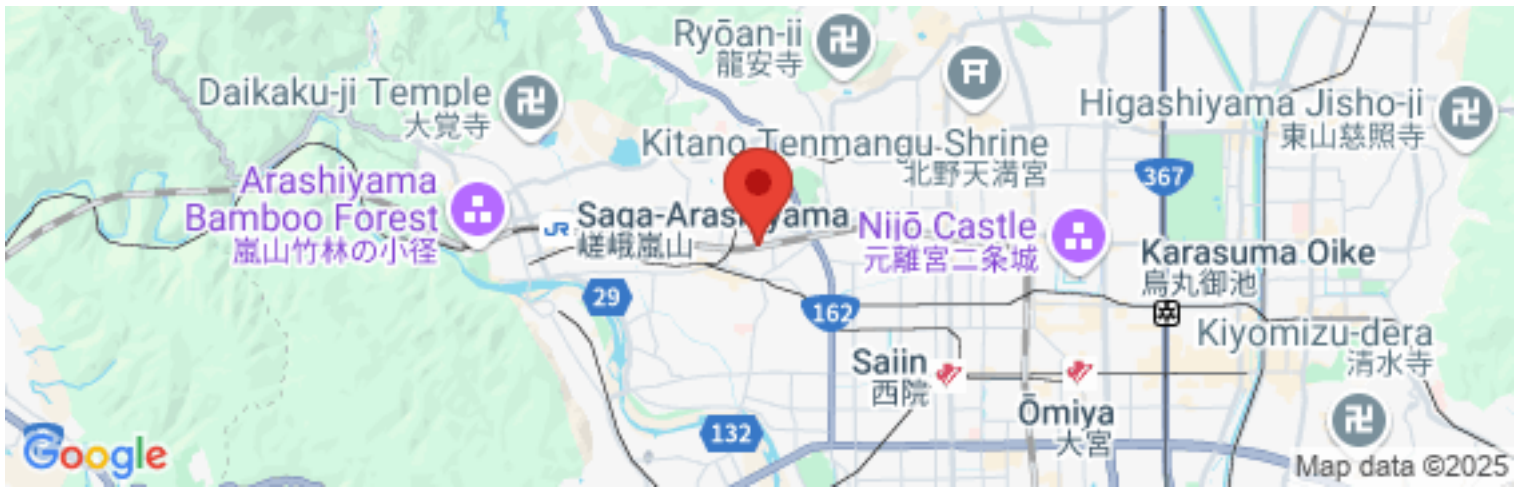 Ryōan-ji
龍安寺
Daikaku-ji Temple
大覚寺
Higashiyama Jisho-ji
東山慈照寺
Kitano Tenmangu Shrine
北野天満宮
367
Arashiyama
Bamboo Forest
嵐山竹林の小径
JR
Saga-Arashiyama
嵯峨嵐山
Nijō Castle
元離宮二条城
Karasuma Oike
烏丸御池
29
162
Kiyomizu-dera
清水寺
Saiin
西院
Ōmiya
大宮
132
Google
Map data ©2025